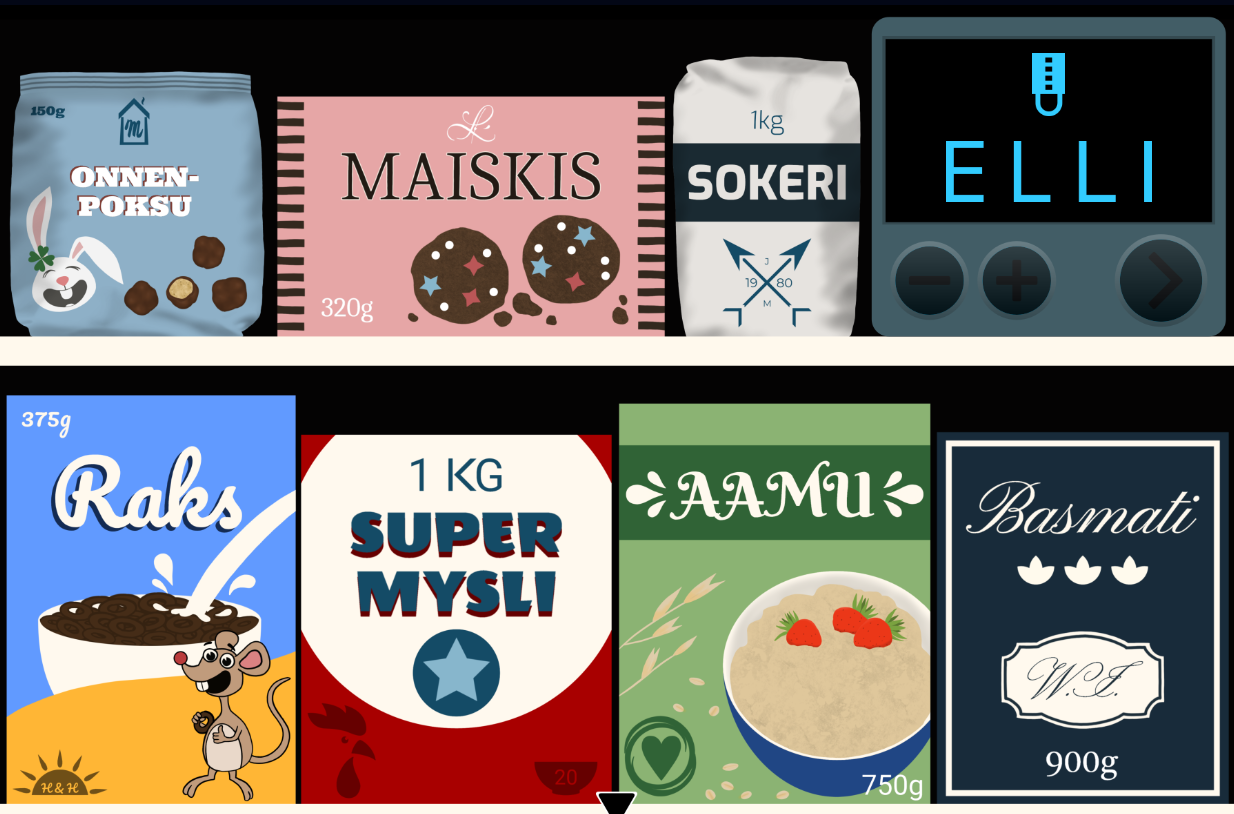 150g
m
ONNEN-
POKSU
L.
MAISKIS
320g
1kg
SOKERI
J
19 80
M
ELLI
375g
Raks
H&H
1 KG
SUPER
MYSLI
20
AAMU
750g
Basmati
W.I.
900g